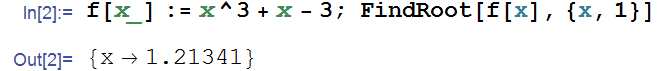 In[2]:= f[x_] := x^3 + x - 3; FindRoot[f[x], {x, 1}]
Out[2]= {x → 1.21341}